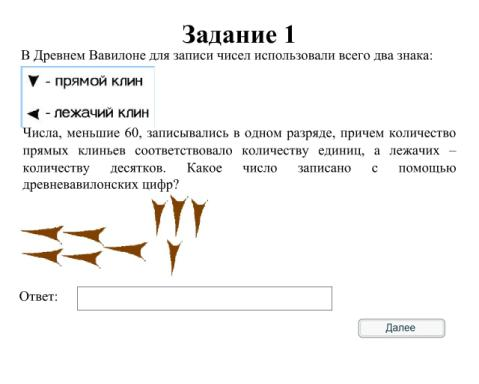 Задание 1
В Древнем Вавилоне для записи чисел использовали всего два знака:
- прямой клин
- лежачий клин
Числа, меньшие 60, записывались в одном разряде, причем количество
прямых клиньев соответствовало количеству единиц, а лежачих –
количеству десятков. Какое число записано с помощью
древневавилонских цифр?
Ответ:
Далее